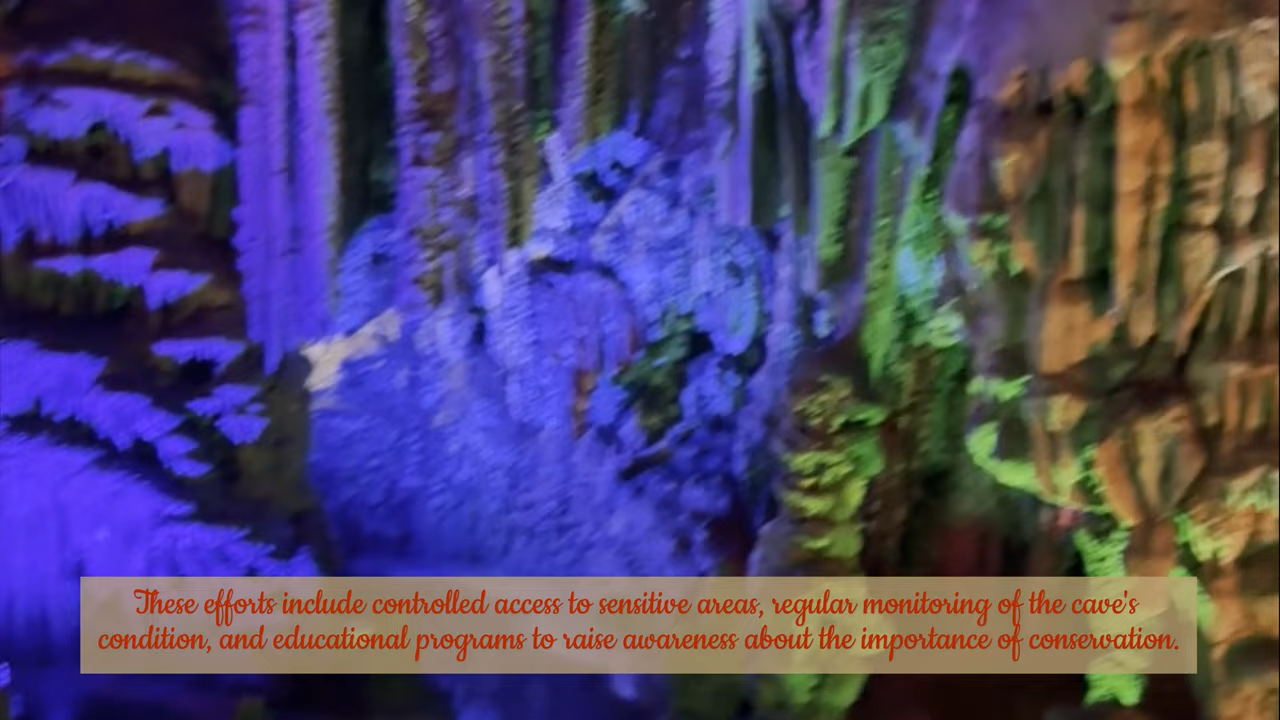 These efforts include controlled access to sensitive areas, regular monitoring of the cave's
condition, and educational programs to raise awareness about the importance of conservation.